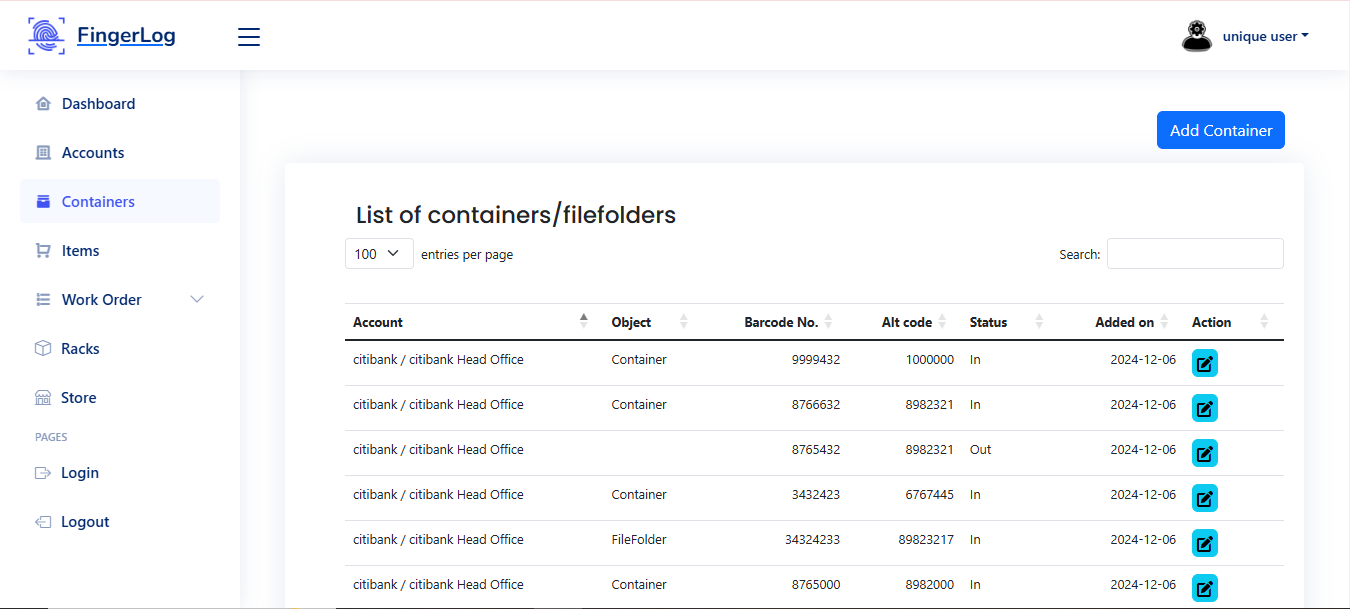 FingerLog
unique user
Dashboard
Accounts
Containers
Items
Work Order
Racks
Store
PAGES
Login
Logout
Add Container
List of containers/filefolders
100 entries per page
Search:
Account Object Barcode No. Alt code Status Added on Action
citibank / citibank Head Office Container 9999432 1000000 In 2024-12-06
citibank / citibank Head Office Container 8766632 8982321 In 2024-12-06
citibank / citibank Head Office 8765432 8982321 Out 2024-12-06
citibank / citibank Head Office Container 3432423 6767445 In 2024-12-06
citibank / citibank Head Office FileFolder 34324233 89823217 In 2024-12-06
citibank / citibank Head Office Container 8765000 8982000 In 2024-12-06